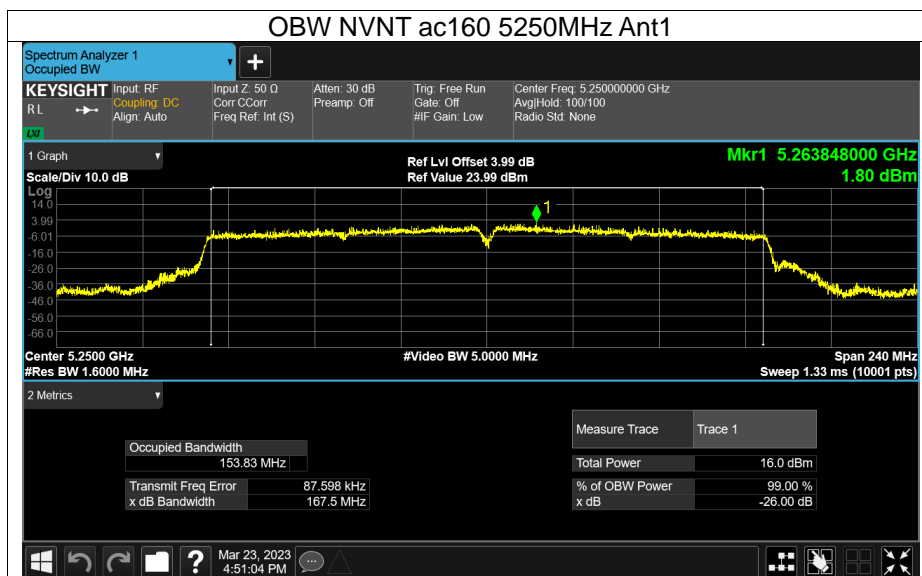 OBW NVNT ac160 5250MHz Ant1
Spectrum Analyzer 1
Occupied BW
KEYSIGHT
R L
LXI
Input: RF
Coupling: DC
Align: Auto
Input Z: 50 Ω
Corr CCorr
Freq Ref: Int (S)
Atten: 30 dB
Preamp: Off
Trig: Free Run
Gate: Off
#IF Gain: Low
Center Freq: 5.250000000 GHz
Avg|Hold: 100/100
Radio Std: None
1 Graph
Scale/Div 10.0 dB
Ref Lvl Offset 3.99 dB
Ref Value 23.99 dBm
Mkr1 5.263848000 GHz
1.80 dBm
Log
14.0
3.99
-6.01
-16.0
-26.0
-36.0
-46.0
-56.0
-66.0
1
Center 5.2500 GHz
#Res BW 1.6000 MHz
#Video BW 5.0000 MHz
Span 240 MHz
Sweep 1.33 ms (10001 pts)
2 Metrics
Measure Trace Trace 1
Occupied Bandwidth
153.83 MHz
Total Power 16.0 dBm
Transmit Freq Error 87.598 kHz
% of OBW Power 99.00 %
x dB Bandwidth 167.5 MHz
x dB -26.00 dB
?
Mar 23, 2023
4:51:04 PM